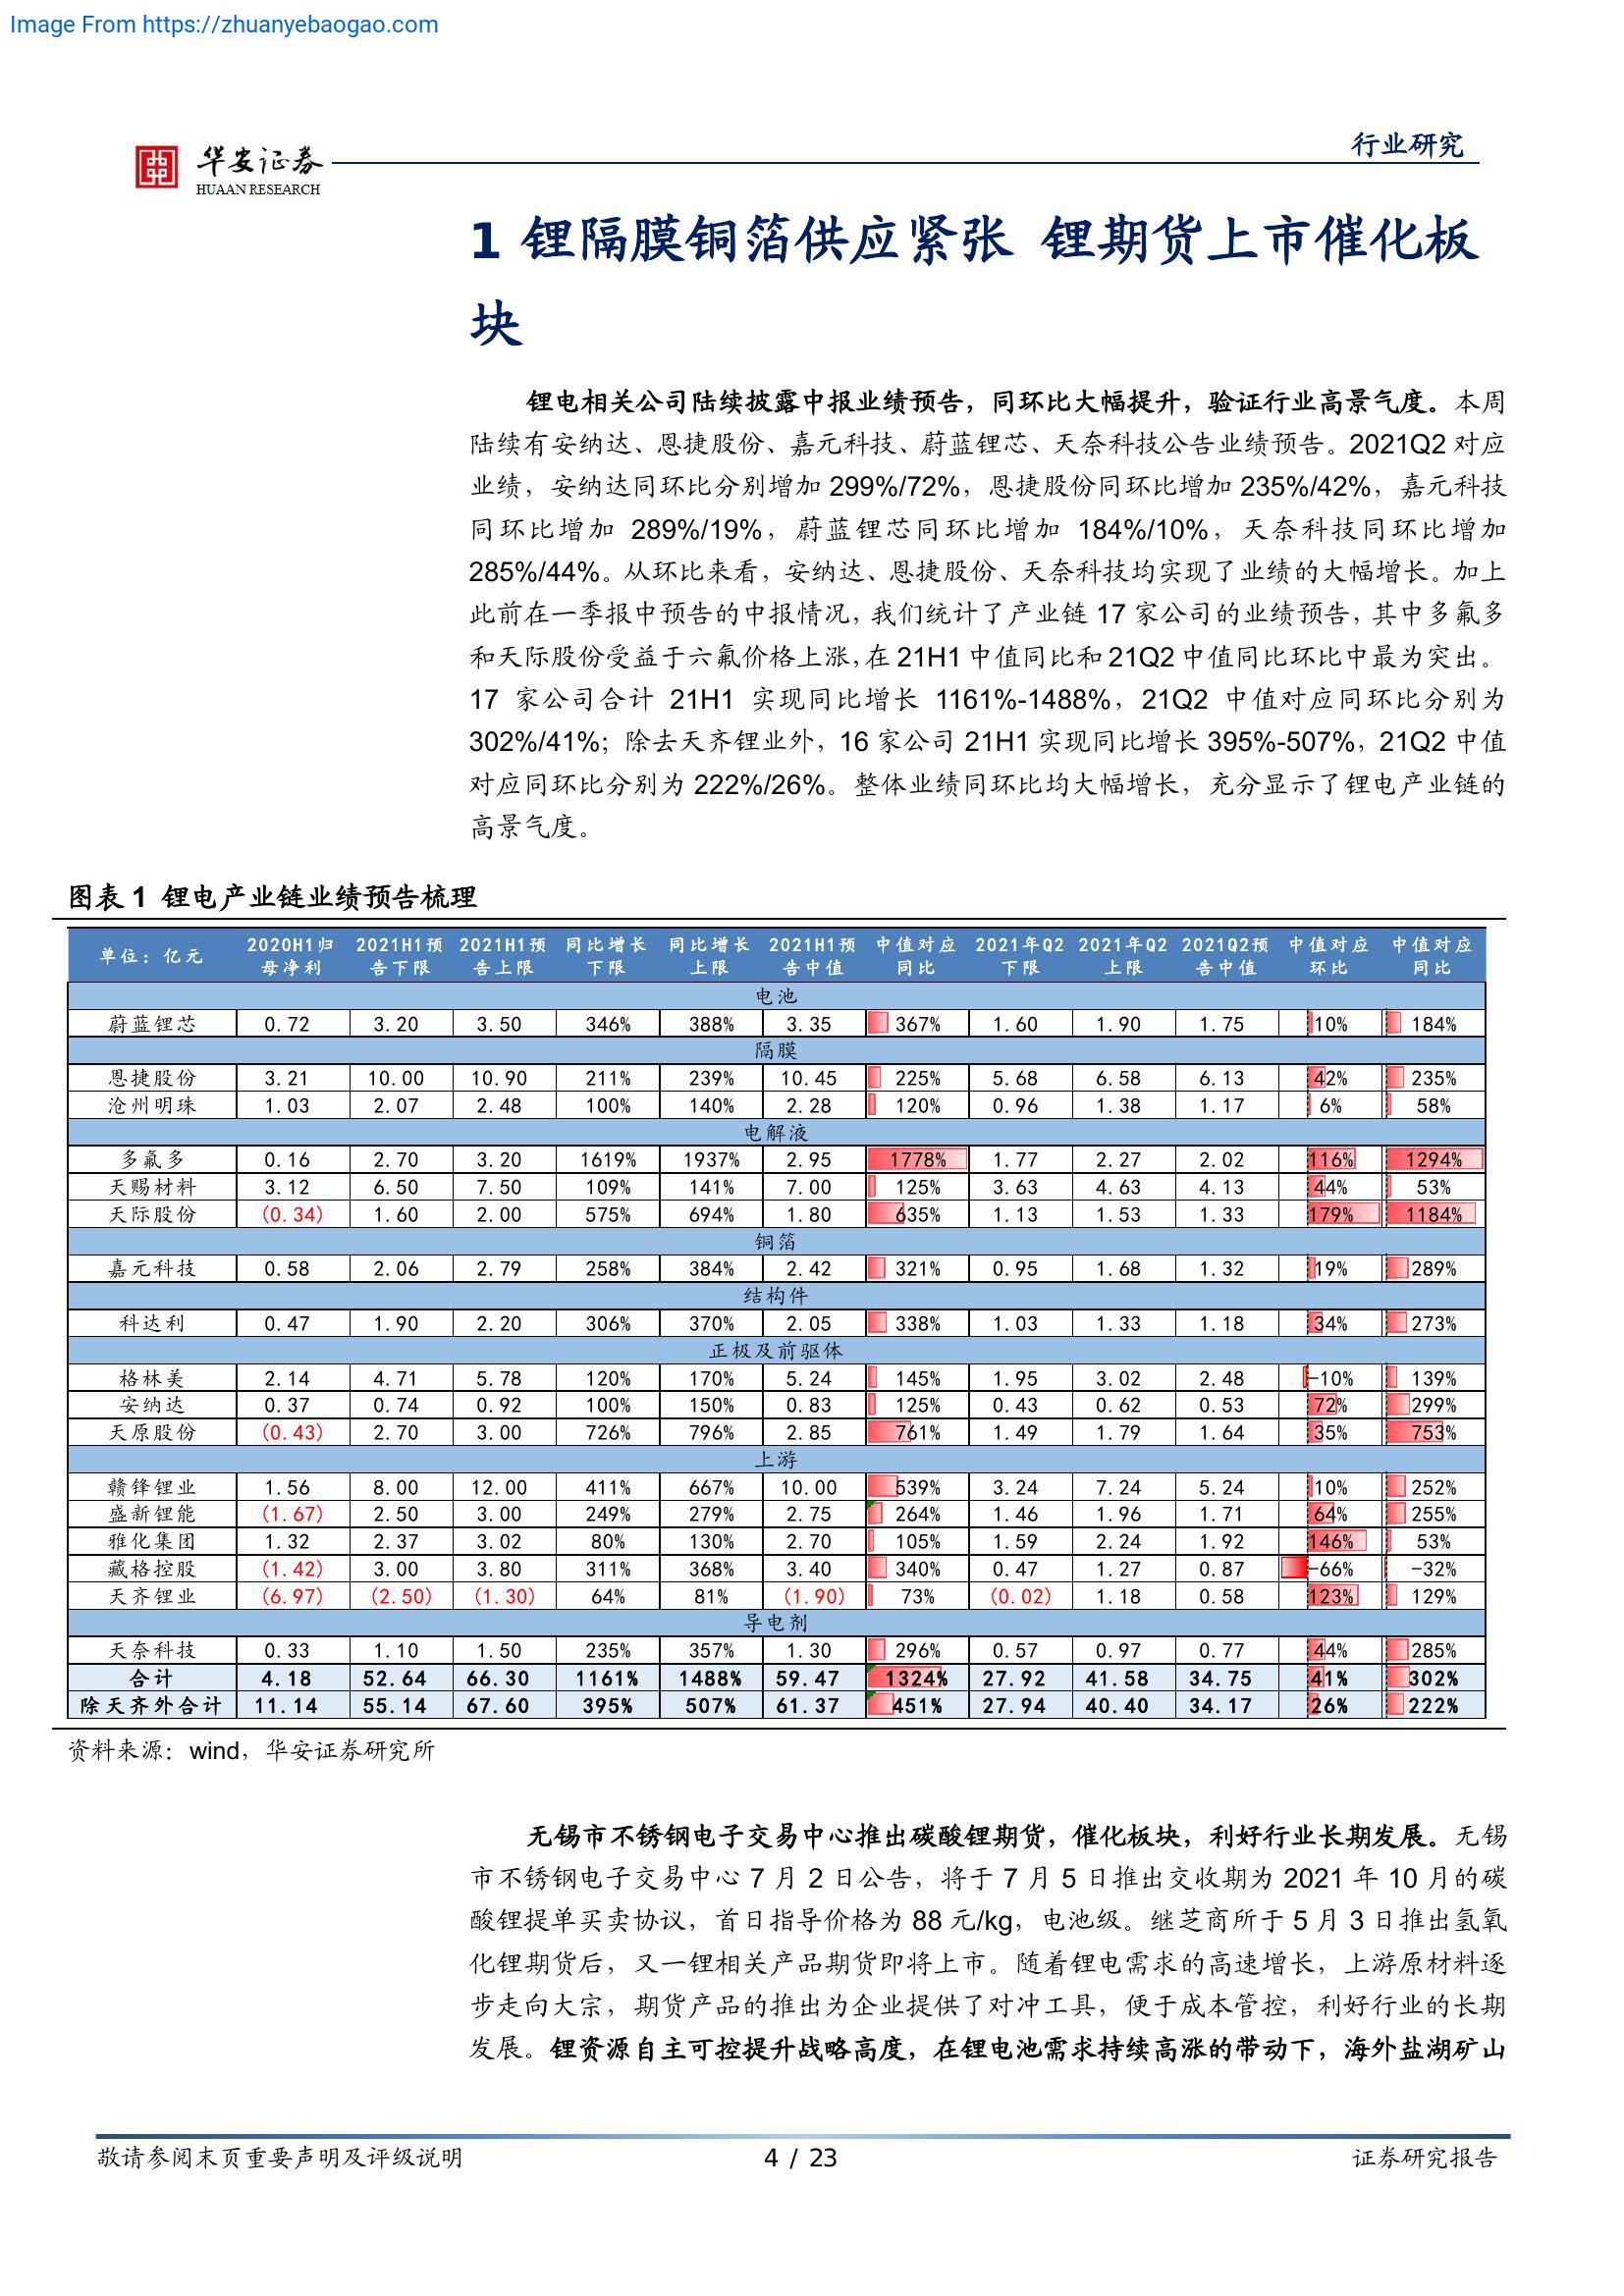 Image From https://zhuanyebaogao.com
行业研究
华安证券
HUAAN RESEARCH
1 锂隔膜铜箔供应紧张 锂期货上市催化板
块
锂电相关公司陆续披露中报业绩预告，同环比大幅提升，验证行业高景气度。本周
陆续有安纳达、恩捷股份、嘉元科技、蔚蓝锂芯、天奈科技公告业绩预告。2021Q2 对应
业绩，安纳达同环比分别增加 299%/72%，恩捷股份同环比增加 235%/42%，嘉元科技
同环比增加 289%/19%，蔚蓝锂芯同环比增加 184%/10%，天奈科技同环比增加
285%/44%。从环比来看，安纳达、恩捷股份、天奈科技均实现了业绩的大幅增长。加上
此前在一季报中预告的中报情况，我们统计了产业链 17 家公司的业绩预告，其中多氟多
和天际股份受益于六氟价格上涨，在 21H1 中值同比和 21Q2 中值同比环比中最为突出。
17 家公司合计 21H1 实现同比增长 1161%-1488%，21Q2 中值对应同环比分别为
302%/41%；除去天齐锂业外，16 家公司 21H1 实现同比增长 395%-507%，21Q2 中值
对应同环比分别为 222%/26%。整体业绩同环比均大幅增长，充分显示了锂电产业链的
高景气度。
图表 1 锂电产业链业绩预告梳理
单位：亿元 2020H1归母净利 2021H1预告下限 2021H1预告上限 同比增长下限 同比增长上限 2021H1预告中值 中值对应同比 2021年Q2下限 2021年Q2上限 2021Q2预告中值 中值对应环比 中值对应同比
电池
蔚蓝锂芯 0.72 3.20 3.50 346% 388% 3.35 367% 1.60 1.90 1.75 10% 184%
隔膜
恩捷股份 3.21 10.00 10.90 211% 239% 10.45 225% 5.68 6.58 6.13 42% 235%
沧州明珠 1.03 2.07 2.48 100% 140% 2.28 120% 0.96 1.38 1.17 6% 58%
电解液
多氟多 0.16 2.70 3.20 1619% 1937% 2.95 1778% 1.77 2.27 2.02 116% 1294%
天赐材料 3.12 6.50 7.50 109% 141% 7.00 125% 3.63 4.63 4.13 44% 53%
天际股份 (0.34) 1.60 2.00 575% 694% 1.80 635% 1.13 1.53 1.33 179% 1184%
铜箔
嘉元科技 0.58 2.06 2.79 258% 384% 2.42 321% 0.95 1.68 1.32 19% 289%
结构件
科达利 0.47 1.90 2.20 306% 370% 2.05 338% 1.03 1.33 1.18 34% 273%
正极及前驱体
格林美 2.14 4.71 5.78 120% 170% 5.24 145% 1.95 3.02 2.48 -10% 139%
安纳达 0.37 0.74 0.92 100% 150% 0.83 125% 0.43 0.62 0.53 72% 299%
天原股份 (0.43) 2.70 3.00 726% 796% 2.85 761% 1.49 1.79 1.64 35% 753%
上游
赣锋锂业 1.56 8.00 12.00 411% 667% 10.00 539% 3.24 7.24 5.24 10% 252%
盛新锂能 (1.67) 2.50 3.00 249% 279% 2.75 264% 1.46 1.96 1.71 64% 255%
雅化集团 1.32 2.37 3.02 80% 130% 2.70 105% 1.59 2.24 1.92 146% 53%
藏格控股 (1.42) 3.00 3.80 311% 368% 3.40 340% 0.47 1.27 0.87 -66% -32%
天齐锂业 (6.97) (2.50) (1.30) 64% 81% (1.90) 73% (0.02) 1.18 0.58 123% 129%
导电剂
天奈科技 0.33 1.10 1.50 235% 357% 1.30 296% 0.57 0.97 0.77 44% 285%
合计 4.18 52.64 66.30 1161% 1488% 59.47 1324% 27.92 41.58 34.75 41% 302%
除天齐外合计 11.14 55.14 67.60 395% 507% 61.37 451% 27.94 40.40 34.17 26% 222%
资料来源：wind，华安证券研究所
无锡市不锈钢电子交易中心推出碳酸锂期货，催化板块，利好行业长期发展。无锡
市不锈钢电子交易中心 7 月 2 日公告，将于 7 月 5 日推出交收期为 2021 年 10 月的碳
酸锂提单买卖协议，首日指导价格为 88 元/kg，电池级。继芝商所于 5 月 3 日推出氢氧
化锂期货后，又一锂相关产品期货即将上市。随着锂电需求的高速增长，上游原材料逐
步走向大宗，期货产品的推出为企业提供了对冲工具，便于成本管控，利好行业的长期
发展。锂资源自主可控提升战略高度，在锂电池需求持续高涨的带动下，海外盐湖矿山
敬请参阅末页重要声明及评级说明
4 / 23
证券研究报告